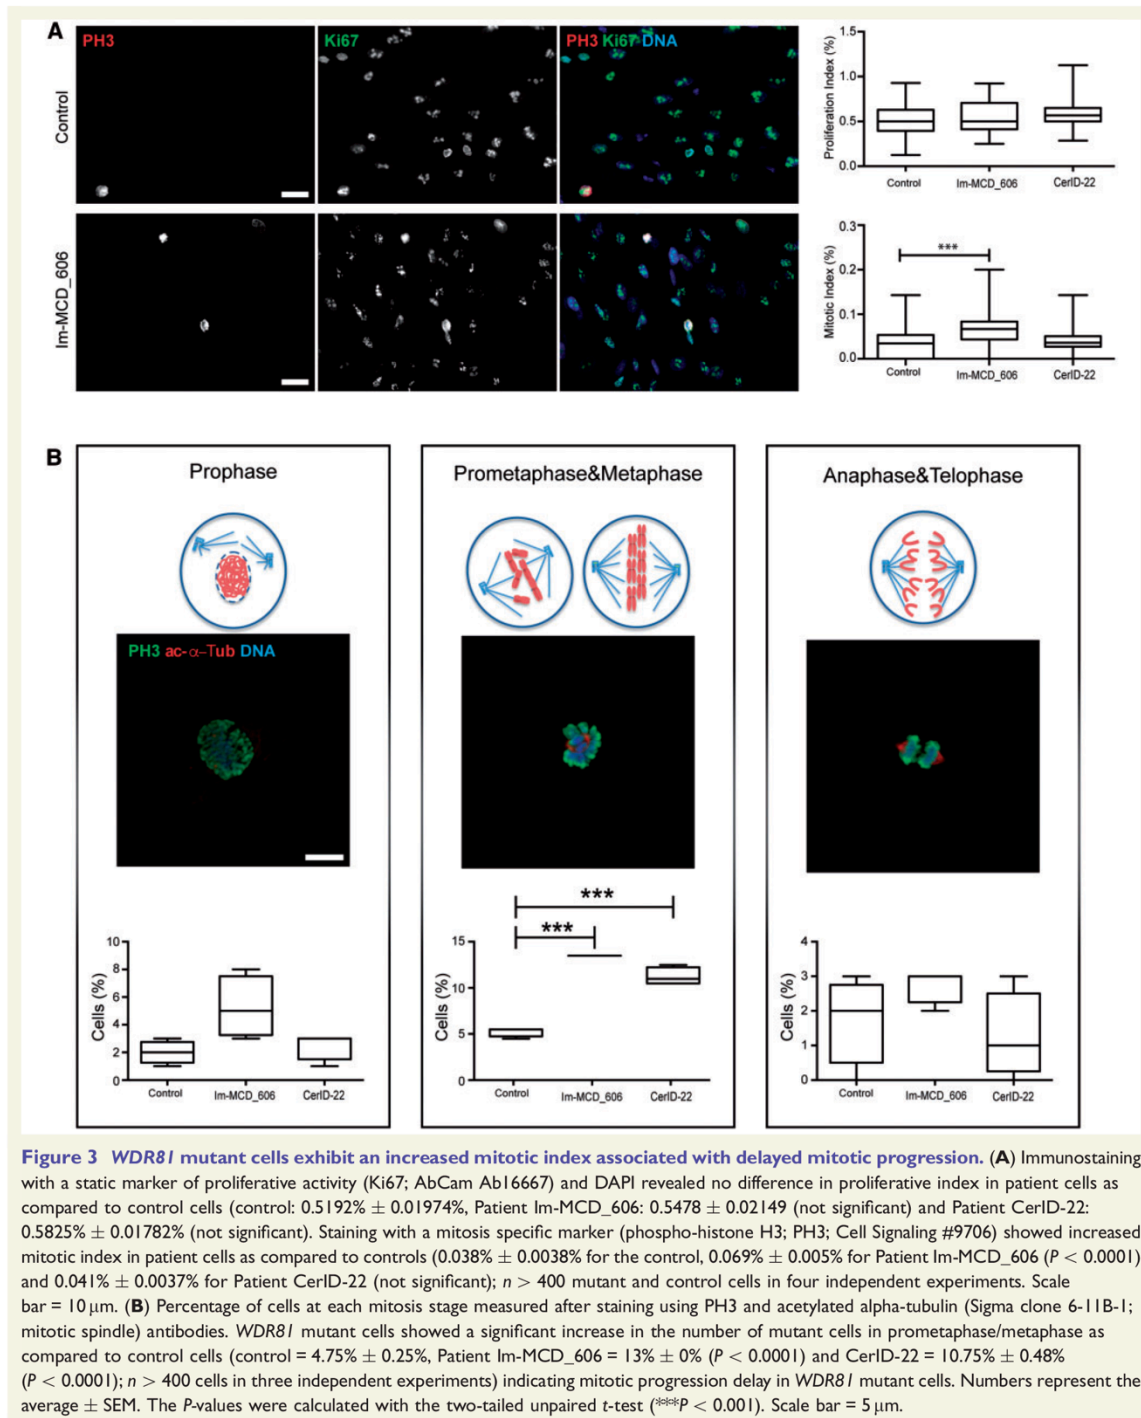 A
PH3
Ki67
PH3 Ki67 DNA
Control
Im-MCD_606
Proliferation Index (%)
1.5
1.0
0.5
0.0
Control
Im-MCD_606
CerID-22
Mitotic Index (%)
0.3
0.2
0.1
0.0
***
Control
Im-MCD_606
CerID-22
B
Prophase
PH3 ac-α–Tub DNA
Cells (%)
10
8
6
4
2
0
Control
Im-MCD_606
CerID-22
Prometaphase&Metaphase
***
***
Cells (%)
15
10
5
0
Control
Im-MCD_606
CerID-22
Anaphase&Telophase
Cells (%)
4
3
2
1
0
Control
Im-MCD_606
CerID-22
Figure 3 WDR81 mutant cells exhibit an increased mitotic index associated with delayed mitotic progression. (A) Immunostaining
with a static marker of proliferative activity (Ki67; AbCam Ab16667) and DAPI revealed no difference in proliferative index in patient cells as
compared to control cells (control: 0.5192% ± 0.01974%, Patient Im-MCD_606: 0.5478 ± 0.02149 (not significant) and Patient CerID-22:
0.5825% ± 0.01782% (not significant). Staining with a mitosis specific marker (phospho-histone H3; PH3; Cell Signaling #9706) showed increased
mitotic index in patient cells as compared to controls (0.038% ± 0.0038% for the control, 0.069% ± 0.005% for Patient Im-MCD_606 (P < 0.0001)
and 0.041% ± 0.0037% for Patient CerID-22 (not significant); n > 400 mutant and control cells in four independent experiments. Scale
bar = 10 μm. (B) Percentage of cells at each mitosis stage measured after staining using PH3 and acetylated alpha-tubulin (Sigma clone 6-11B-1;
mitotic spindle) antibodies. WDR81 mutant cells showed a significant increase in the number of mutant cells in prometaphase/metaphase as
compared to control cells (control = 4.75% ± 0.25%, Patient Im-MCD_606 = 13% ± 0% (P < 0.0001) and CerID-22 = 10.75% ± 0.48%
(P < 0.0001); n > 400 cells in three independent experiments) indicating mitotic progression delay in WDR81 mutant cells. Numbers represent the
average ± SEM. The P-values were calculated with the two-tailed unpaired t-test (***P < 0.001). Scale bar = 5 μm.